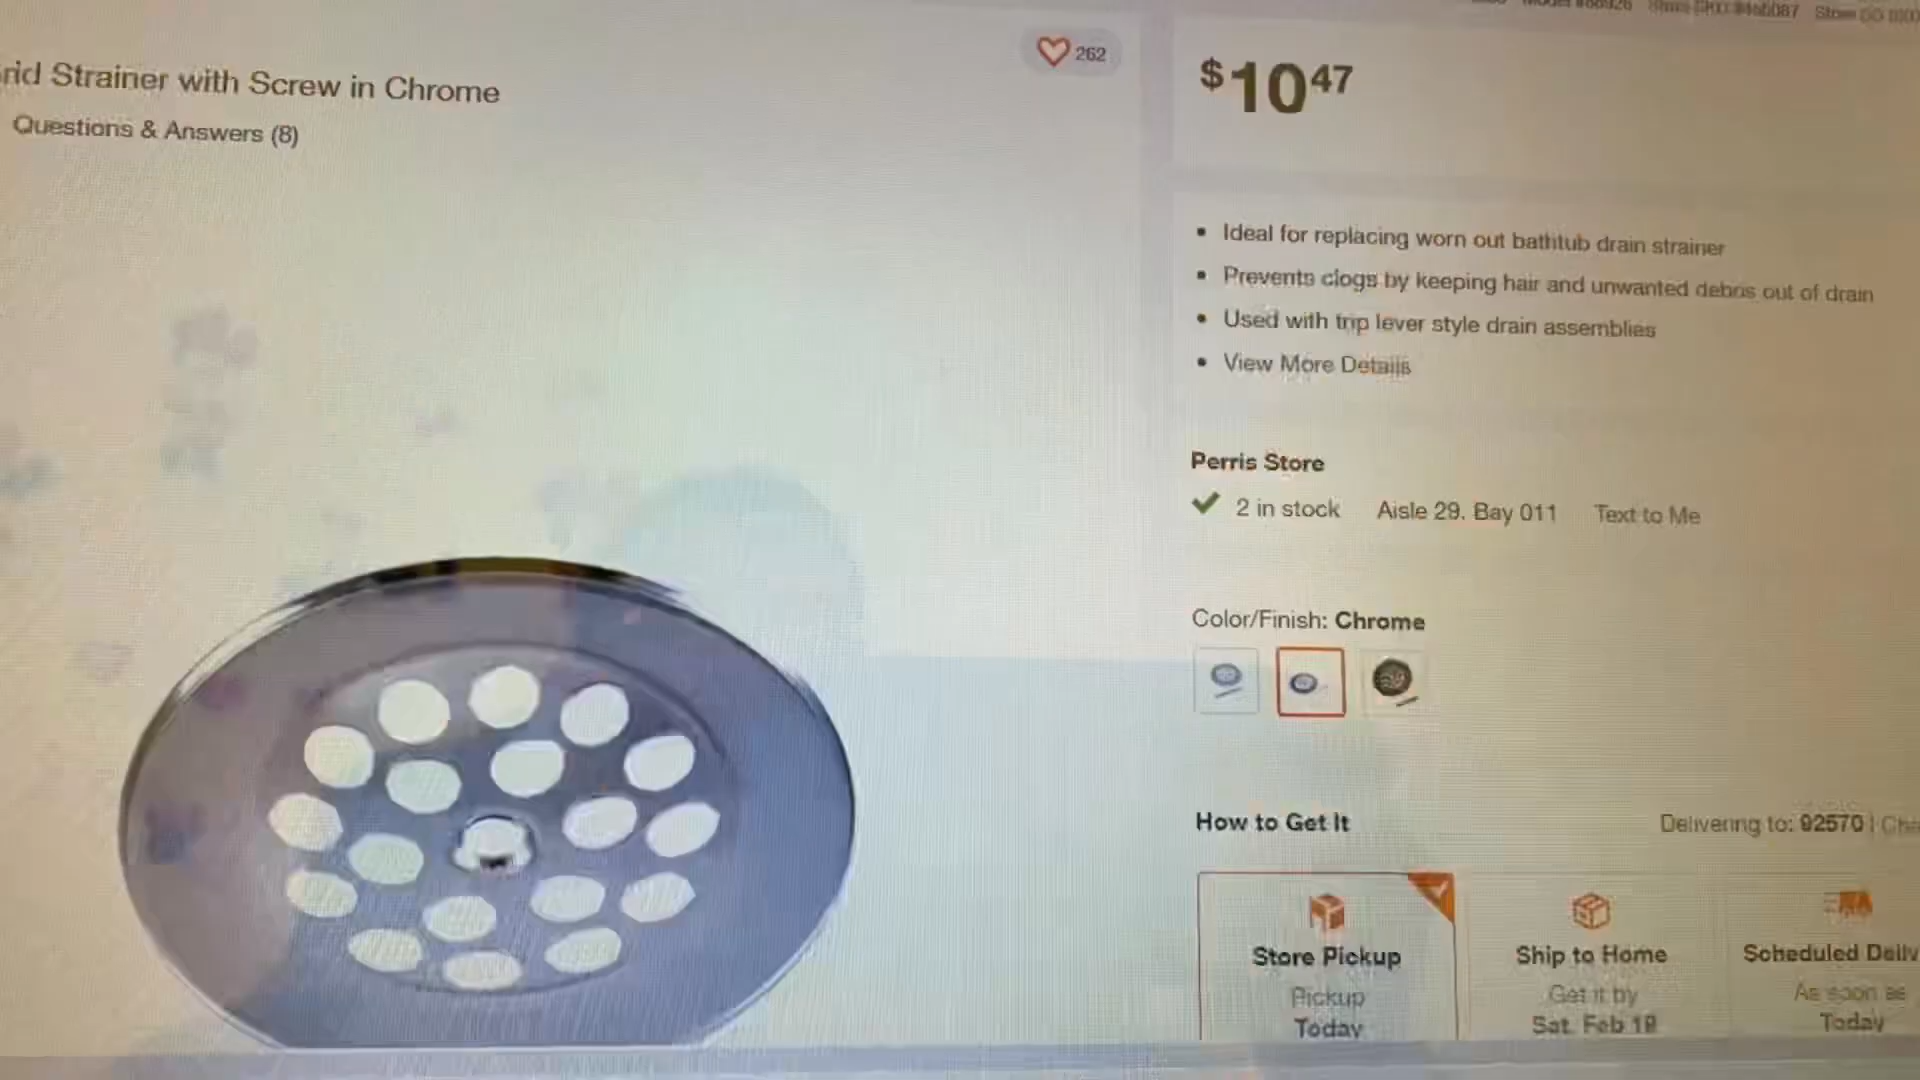 Strainer with Screw in Chrome
Questions & Answers (8)
262
$10 47
• Ideal for replacing worn out bathtub drain strainer
• Prevents clogs by keeping hair and unwanted debris out of drain
• Used with trip lever style drain assemblies
• View More Details
Perris Store
2 in stock Aisle 29. Bay 011 Text to Me
Color/Finish: Chrome
How to Get It
Delivering to: 92570 |
Store Pickup
Pickup
Today
Ship to Home
Get it by
Sat, Feb
Scheduled
As soon as
Today